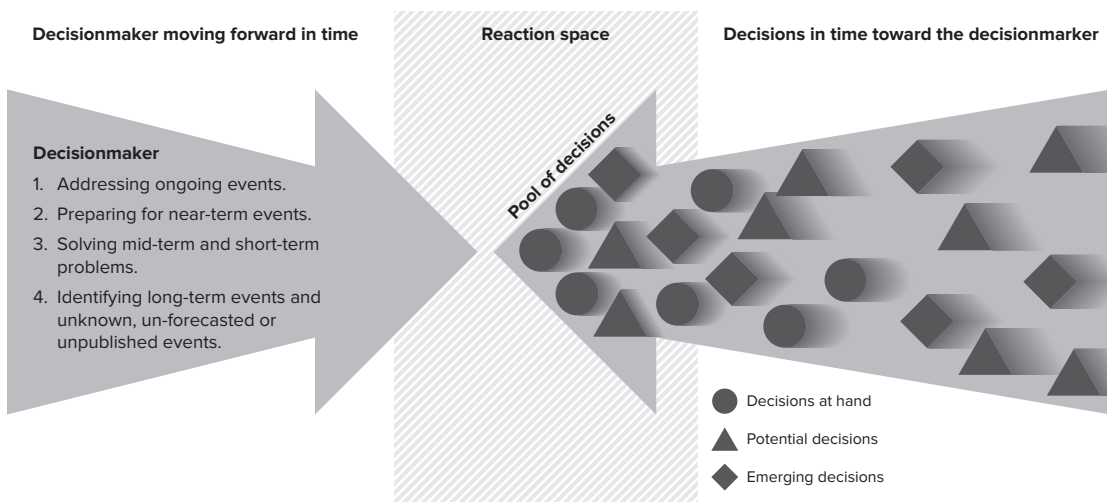 Decisionmaker moving forward in time
Reaction space
Decisions in time toward the decisionmarker
Pool of decisions
Decisionmaker
1. Addressing ongoing events.
2. Preparing for near-term events.
3. Solving mid-term and short-term
problems.
4. Identifying long-term events and
unknown, un-forecasted or
unpublished events.
Decisions at hand
Potential decisions
Emerging decisions